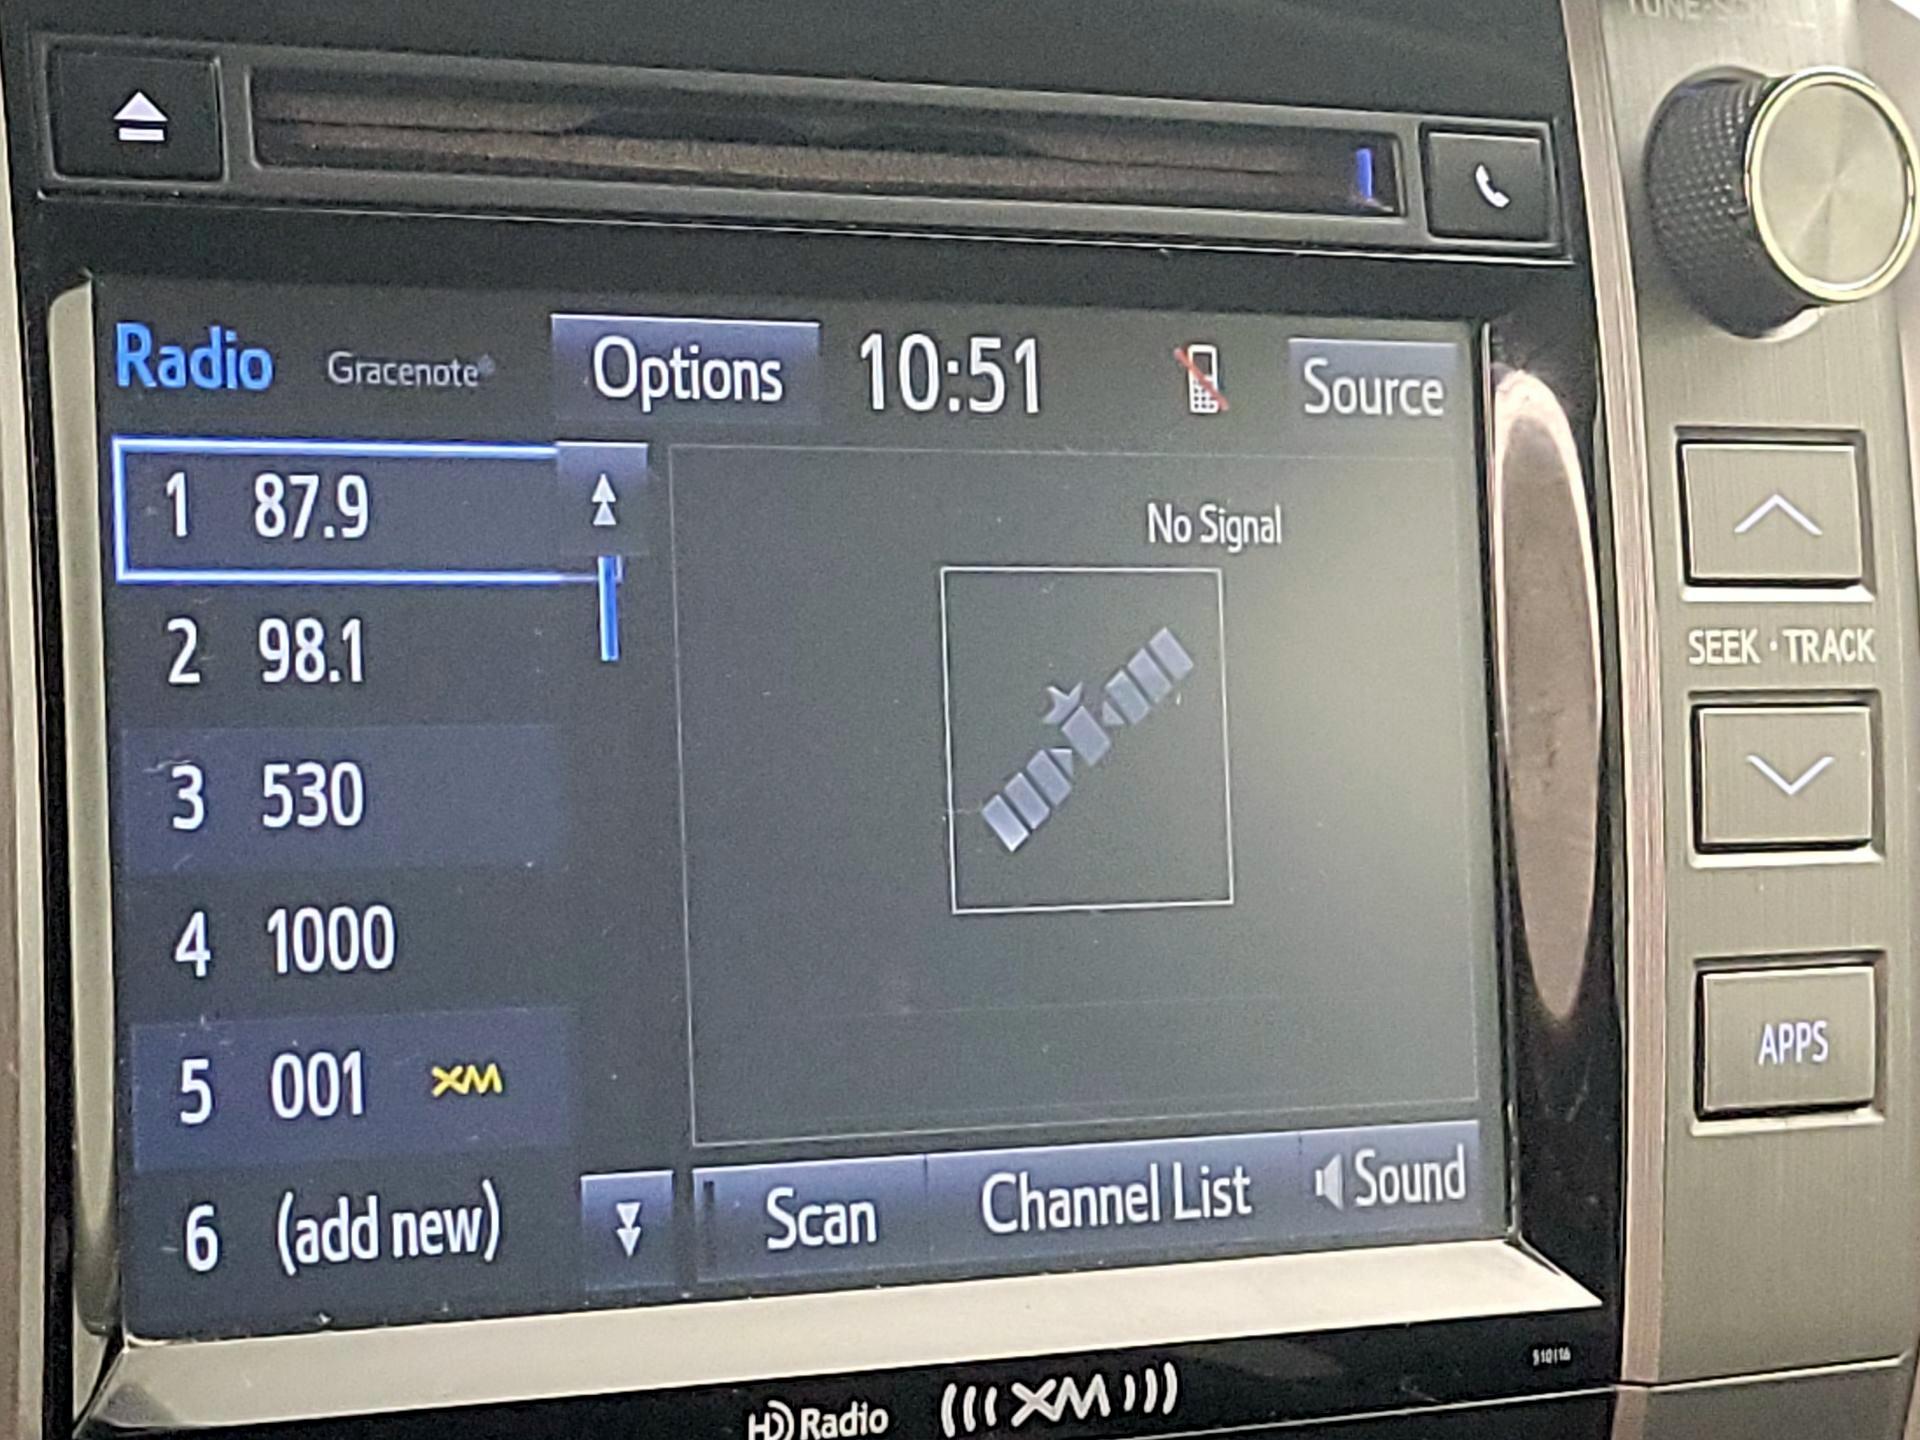 Radio Gracenote® Options 10:51 Source
1 87.9
No Signal
2 98.1
SEEK · TRACK
3 530
4 1000
APPS
5 001 XM
6 (add new) Scan Channel List Sound
HD Radio (((XM)))